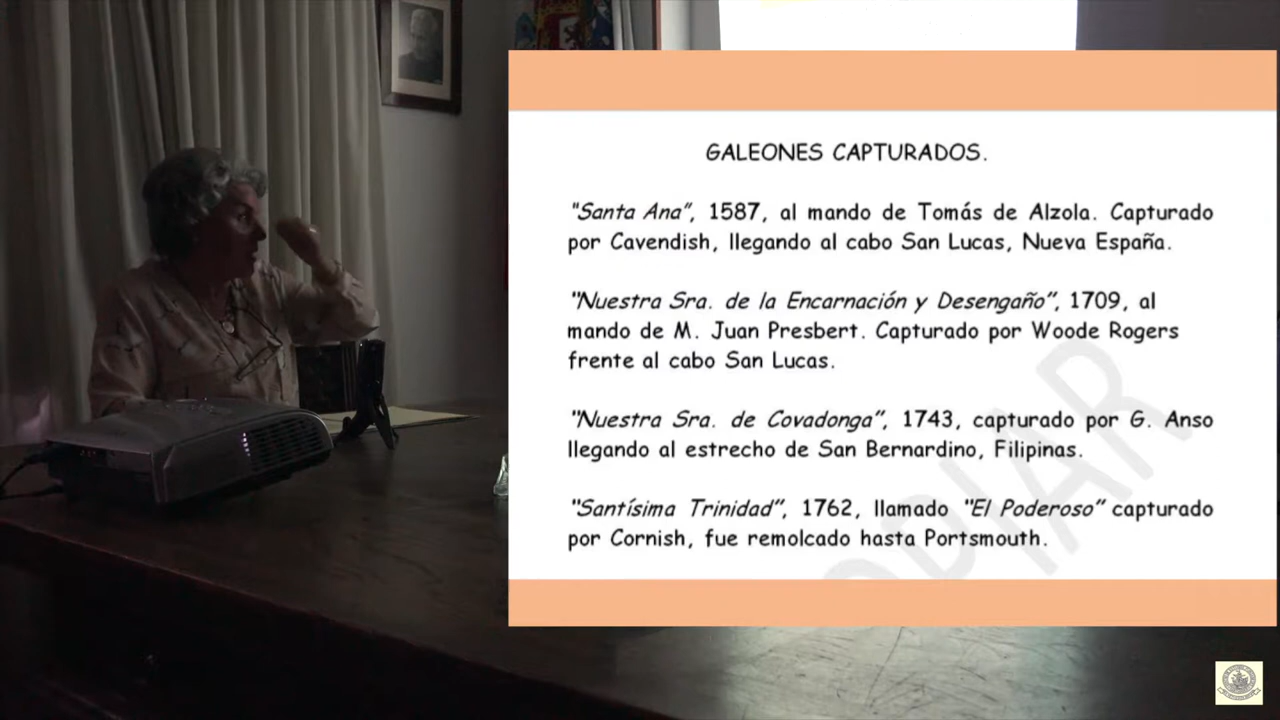 GALEONES CAPTURADOS.
"Santa Ana", 1587, al mando de Tomás de Alzola. Capturado
por Cavendish, llegando al cabo San Lucas, Nueva España.
"Nuestra Sra. de la Encarnación y Desengaño", 1709, al
mando de M. Juan Presbert. Capturado por Woode Rogers
frente al cabo San Lucas.
"Nuestra Sra. de Covadonga", 1743, capturado por G. Anso
llegando al estrecho de San Bernardino, Filipinas.
"Santísima Trinidad", 1762, llamado "El Poderoso" capturado
por Cornish, fue remolcado hasta Portsmouth.